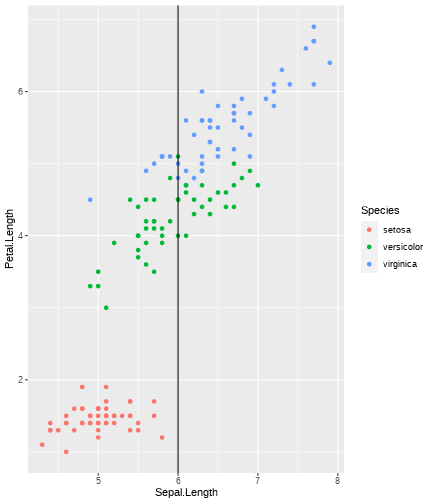 6
4
2
Petal.Length
5
6
7
8
Sepal.Length
Species
setosa
versicolor
virginica